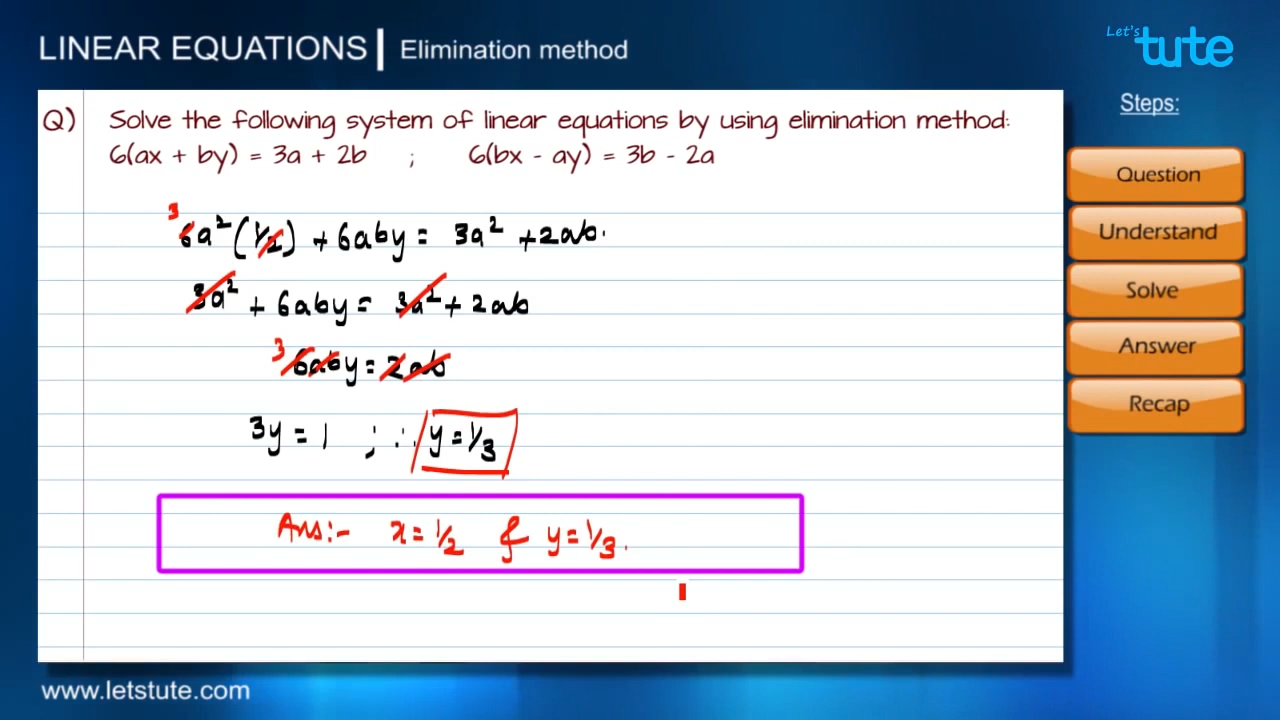 LINEAR EQUATIONS | Elimination method
Let's tute
Q) Solve the following system of linear equations by using elimination method:
6(ax + by) = 3a + 2b ; 6(bx - ay) = 3b - 2a
3
6a² (1/2) + 6aby = 3a² + 2ab.
3a² + 6aby = 3a² + 2ab
3 6aby = 2ab
3y = 1 ; ∴ y = 1/3
Ans:- x = 1/2 & y = 1/3.
Steps:
Question
Understand
Solve
Answer
Recap
www.letstute.com